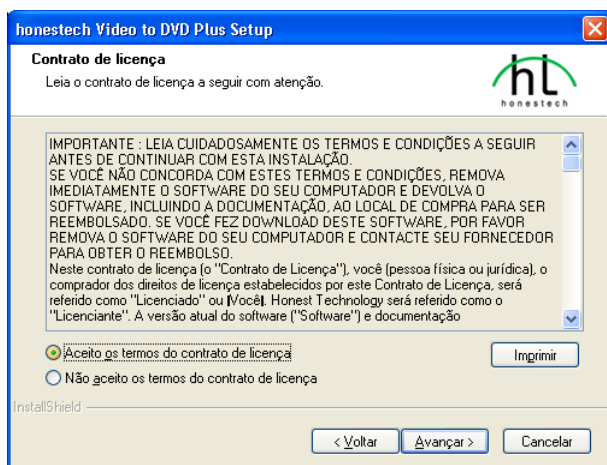 honestech Video to DVD Plus Setup
Contrato de licença
Leia o contrato de licença a seguir com atenção.
hl
honestech
IMPORTANTE : LEIA CUIDADOSAMENTE OS TERMOS E CONDIÇÕES A SEGUIR
ANTES DE CONTINUAR COM ESTA INSTALAÇÃO.
SE VOCÊ NÃO CONCORDA COM ESTES TERMOS E CONDIÇÕES, REMOVA
IMEDIATAMENTE O SOFTWARE DO SEU COMPUTADOR E DEVOLVA O
SOFTWARE, INCLUINDO A DOCUMENTAÇÃO, AO LOCAL DE COMPRA PARA SER
REEMBOLSADO. SE VOCÊ FEZ DOWNLOAD DESTE SOFTWARE, POR FAVOR
REMOVA O SOFTWARE DO SEU COMPUTADOR E CONTACTE SEU FORNECEDOR
PARA OBTER O REEMBOLSO.
Neste contrato de licença (o "Contrato de Licença"), você (pessoa física ou jurídica), o
comprador dos direitos de licença estabelecidos por este Contrato de Licença, será
referido como "Licenciado" ou |Você|. Honest Technology será referido como o
"Licenciante". A versão atual do software ("Software") e documentação
Aceito os termos do contrato de licença
Imprimir
Não aceito os termos do contrato de licença
InstallShield
< Voltar
Avançar >
Cancelar